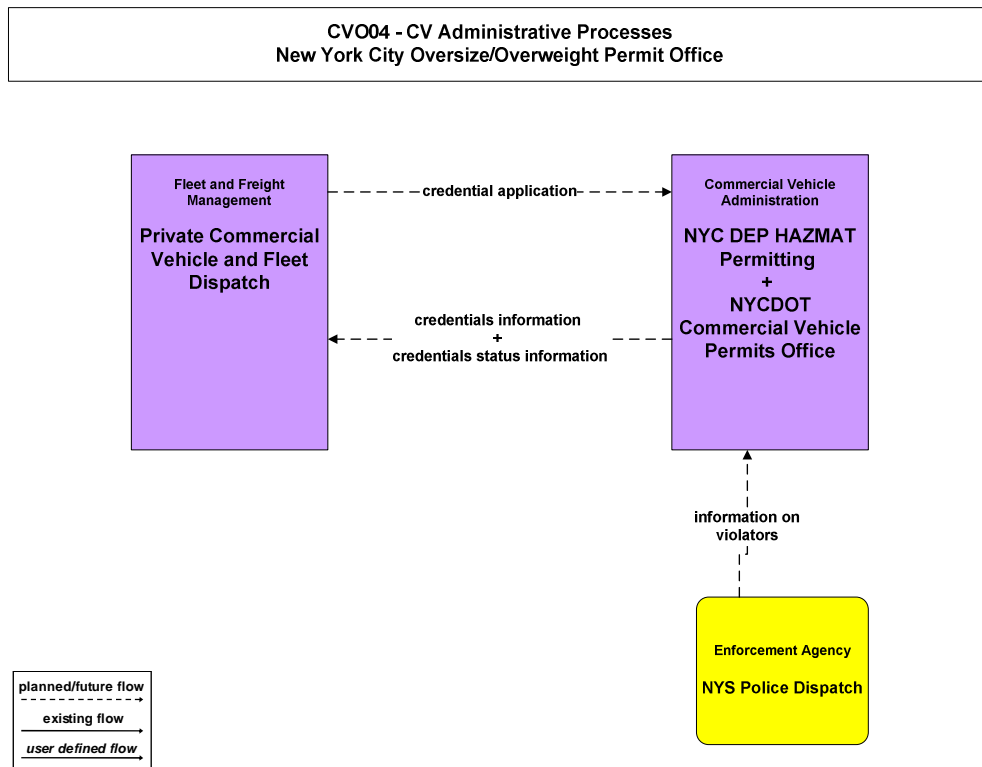 CVO04 - CV Administrative Processes
New York City Oversize/Overweight Permit Office
Fleet and Freight
Management
Private Commercial
Vehicle and Fleet
Dispatch
credential application
Commercial Vehicle
Administration
NYC DEP HAZMAT
Permitting
+
NYCDOT
Commercial Vehicle
Permits Office
credentials information
+
credentials status information
information on
violators
Enforcement Agency
NYS Police Dispatch
planned/future flow
existing flow
user defined flow